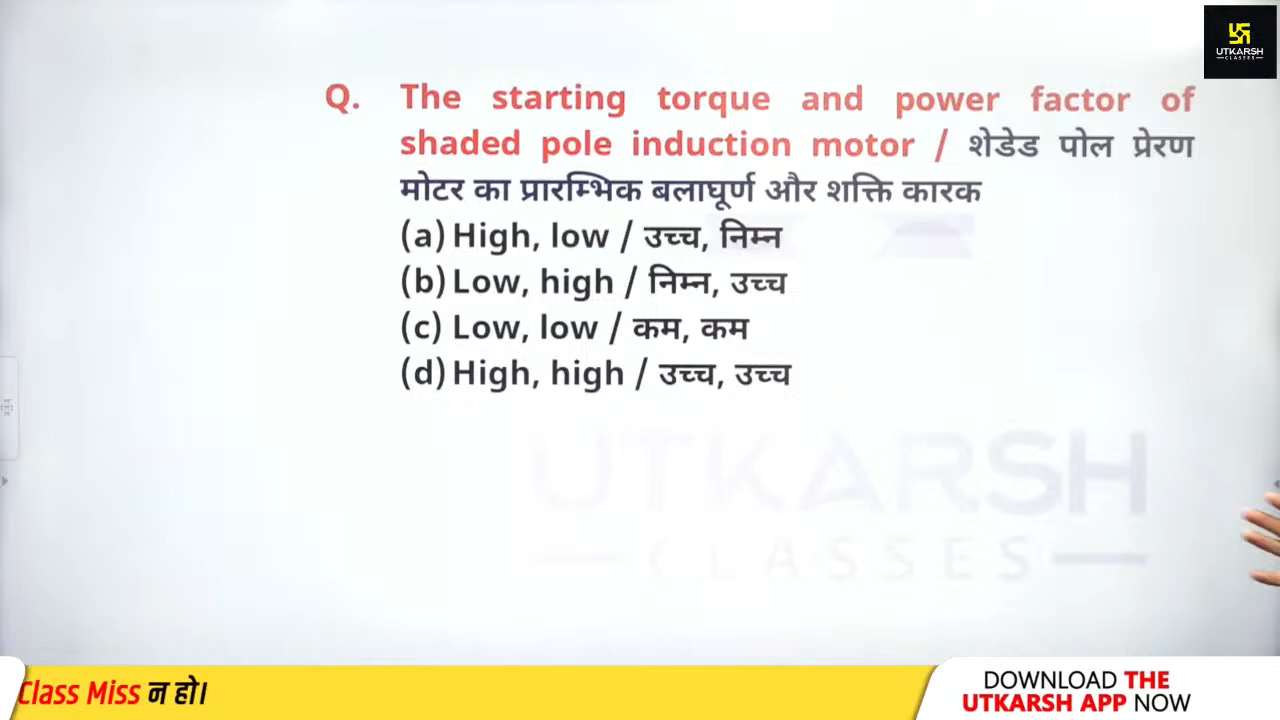 UTKARSH
CLASSES
Q. The starting torque and power factor of
shaded pole induction motor / शेडेड पोल प्रेरण
मोटर का प्रारम्भिक बलाघूर्ण और शक्ति कारक
(a) High, low / उच्च, निम्न
(b) Low, high / निम्न, उच्च
(c) Low, low / कम, कम
(d) High, high / उच्च, उच्च
UTKARSH
CLASSES
Class Miss न हो।
DOWNLOAD THE
UTKARSH APP NOW